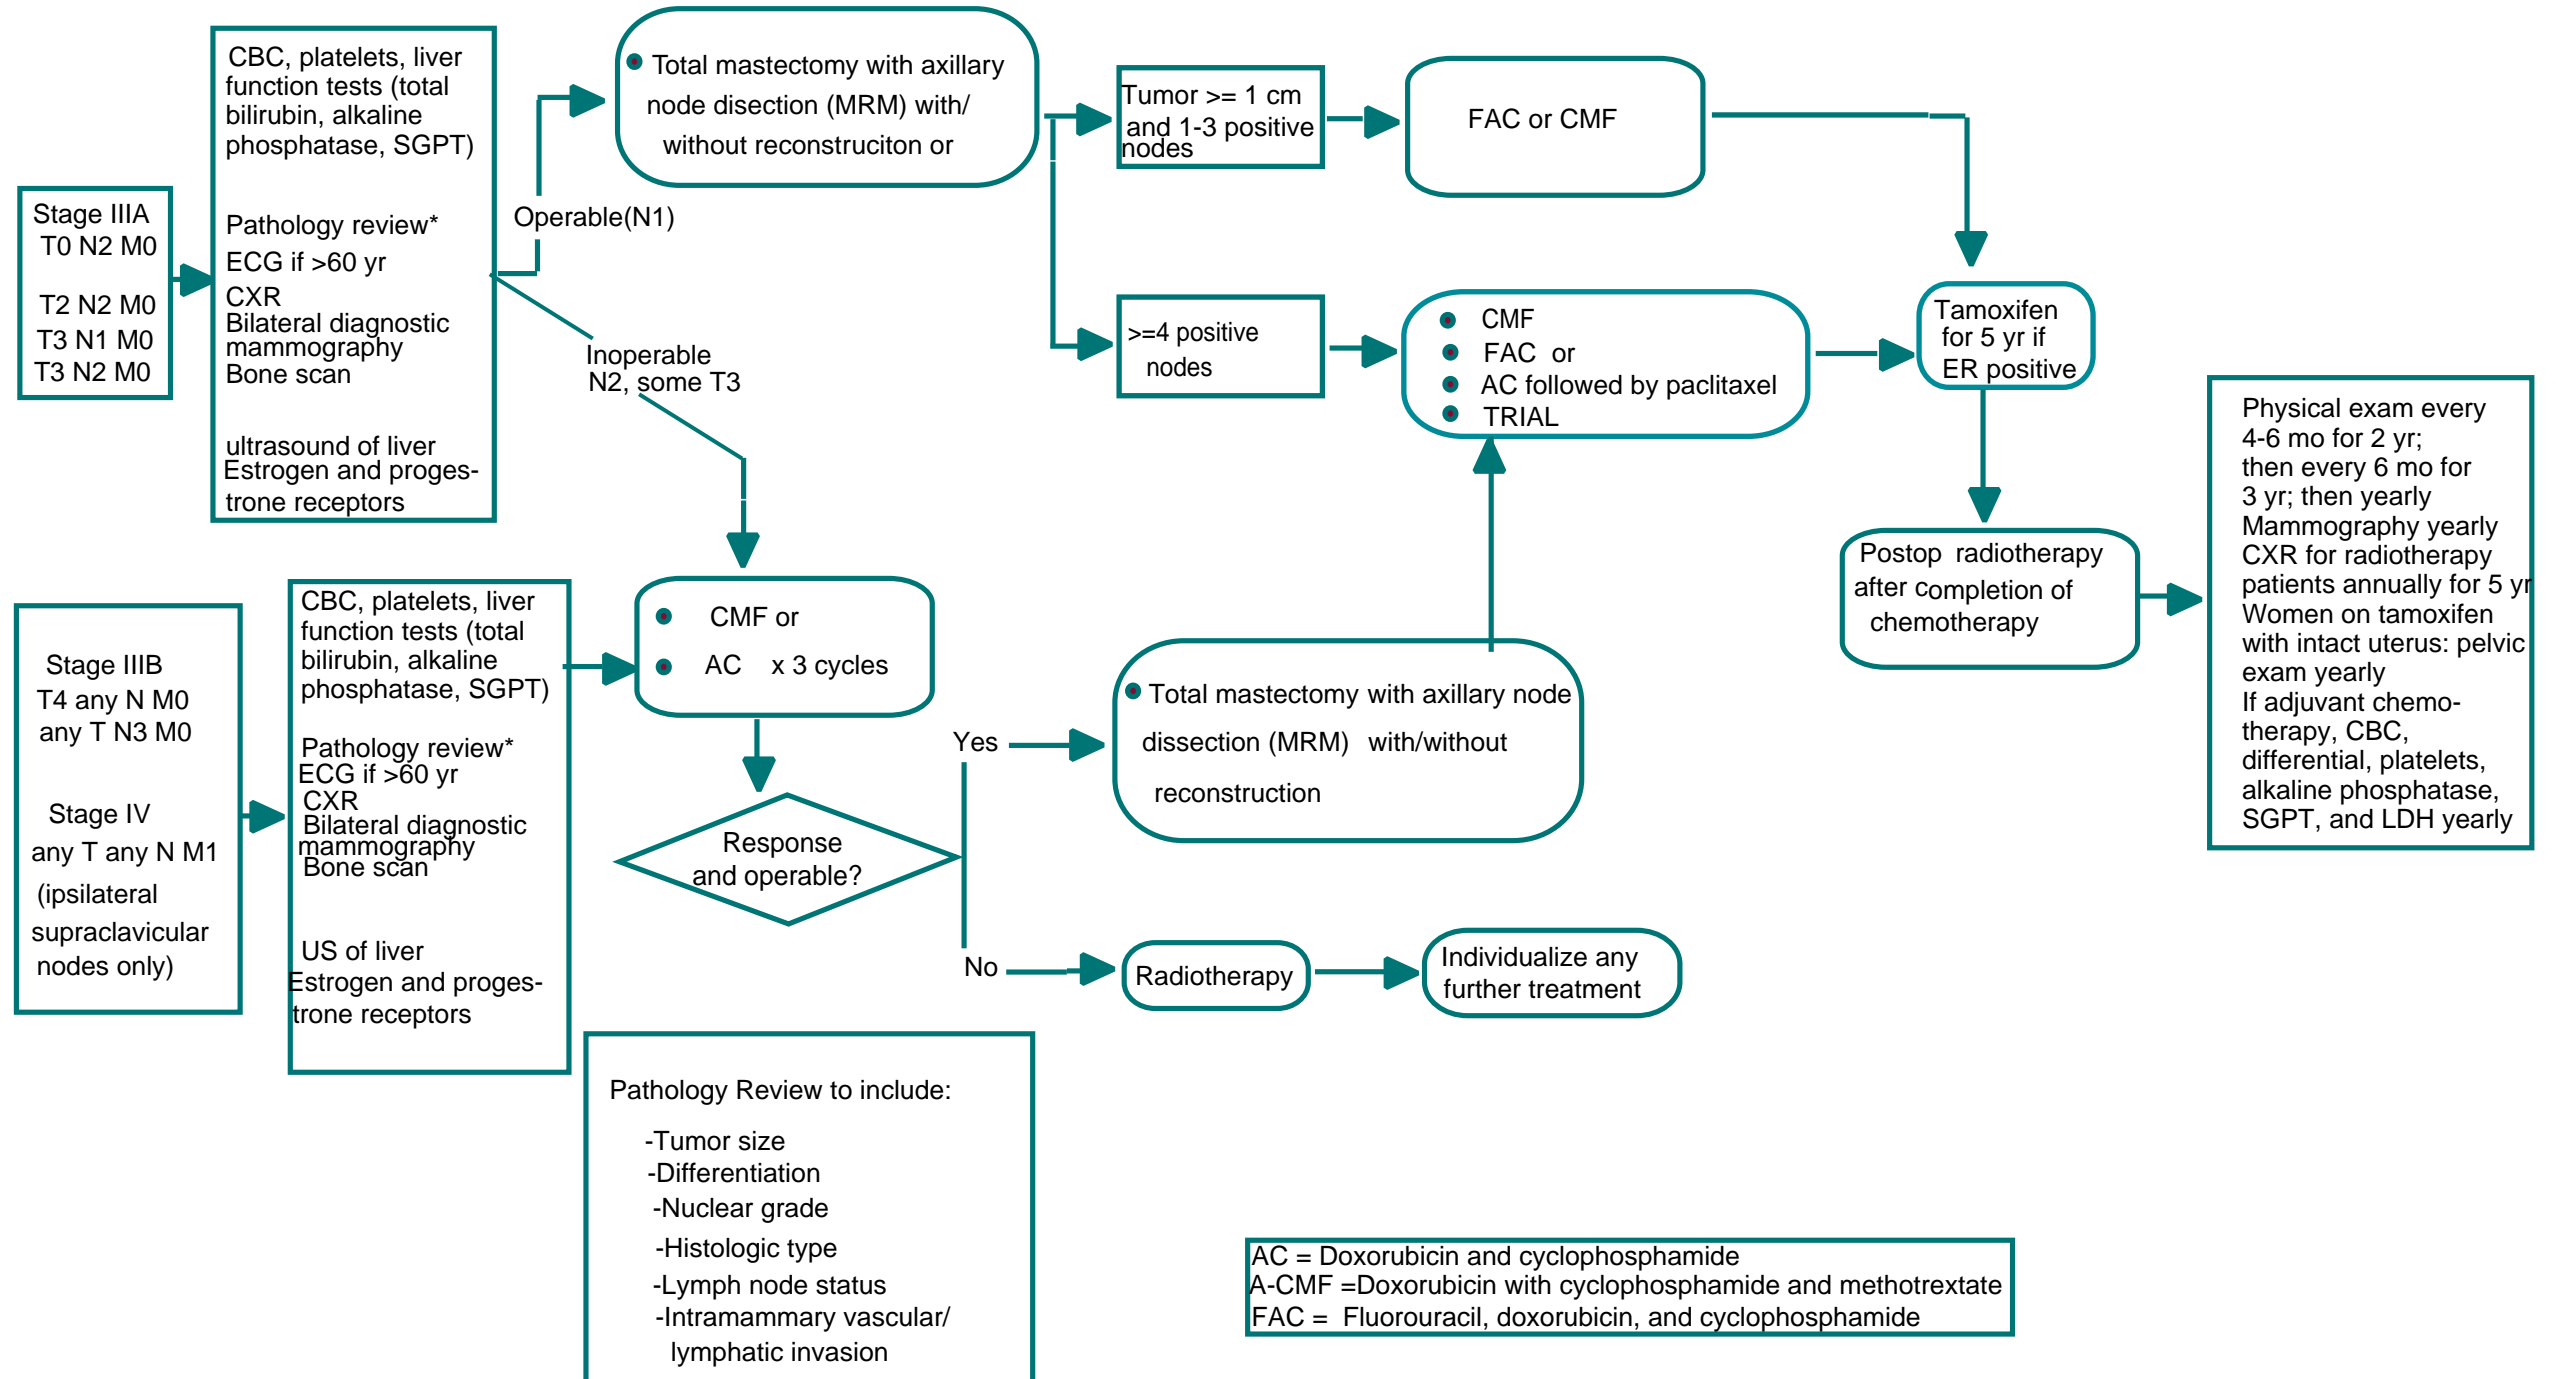 Stage IIIA
T0 N2 M0
T2 N2 M0
T3 N1 M0
T3 N2 M0
CBC, platelets, liver
function tests (total
bilirubin, alkaline
phosphatase, SGPT)
Pathology review*
ECG if >60 yr
CXR
Bilateral diagnostic
mammography
Bone scan
ultrasound of liver
Estrogen and proges-
trone receptors
Operable(N1)
Inoperable
N2, some T3
Total mastectomy with axillary
node disection (MRM) with/
without reconstruciton or
Tumor >= 1 cm
and 1-3 positive
nodes
FAC or CMF
>=4 positive
nodes
CMF
FAC or
AC followed by paclitaxel
TRIAL
Tamoxifen
for 5 yr if
ER positive
Postop radiotherapy
after completion of
chemotherapy
Physical exam every
4-6 mo for 2 yr;
then every 6 mo for
3 yr; then yearly
Mammography yearly
CXR for radiotherapy
patients annually for 5 yr
Women on tamoxifen
with intact uterus: pelvic
exam yearly
If adjuvant chemo-
therapy, CBC,
differential, platelets,
alkaline phosphatase,
SGPT, and LDH yearly
Stage IIIB
T4 any N M0
any T N3 M0
Stage IV
any T any N M1
(ipsilateral
supraclavicular
nodes only)
CBC, platelets, liver
function tests (total
bilirubin, alkaline
phosphatase, SGPT)
Pathology review*
ECG if >60 yr
CXR
Bilateral diagnostic
mammography
Bone scan
US of liver
Estrogen and proges-
trone receptors
CMF or
AC x 3 cycles
Response
and operable?
Yes
Total mastectomy with axillary node
dissection (MRM) with/without
reconstruction
No
Radiotherapy
Individualize any
further treatment
Pathology Review to include:
-Tumor size
-Differentiation
-Nuclear grade
-Histologic type
-Lymph node status
-Intramammary vascular/
lymphatic invasion
AC = Doxorubicin and cyclophosphamide
A-CMF =Doxorubicin with cyclophosphamide and methotrextate
FAC = Fluorouracil, doxorubicin, and cyclophosphamide